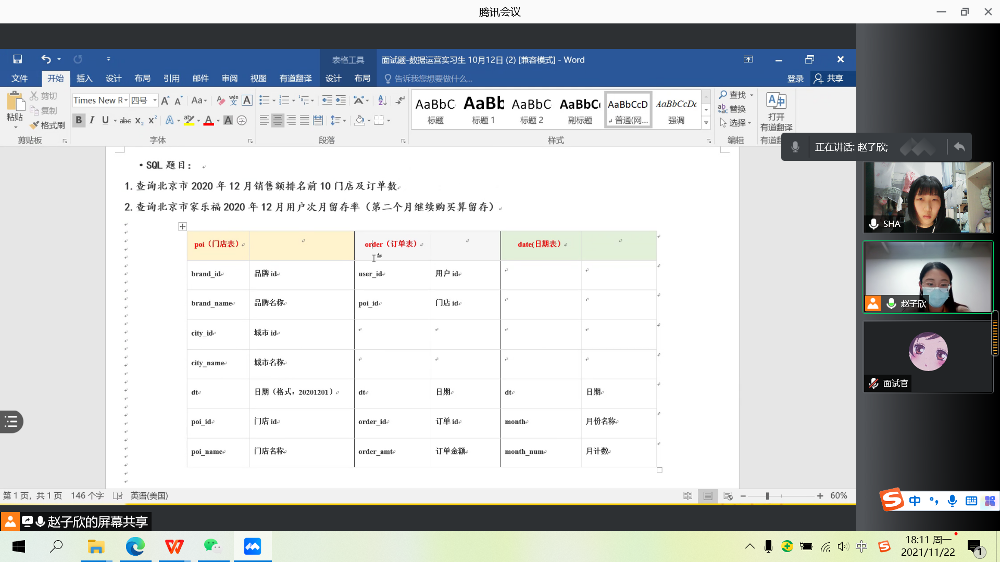 腾讯会议
表格工具
面试题-数据运营实习生 10月12日 (2) [兼容模式] - Word
文件 开始 插入 设计 布局 引用 邮件 审阅 视图 有道翻译 设计 布局 告诉我您想要做什么... 登录 共享
粘贴
剪切
复制
格式刷
剪贴板
Times New R 四号
字体
段落
AaBbC 标题
AaBb 标题 1
AaBbC 标题 2
AaBbC 副标题
AaBbCcD 普通(网...
AaBbCcDc 强调
样式
查找
替换
选择
编辑
打开
有道翻译
正在讲话: 赵子欣;
• SQL 题目：
1. 查询北京市 2020 年 12 月销售额排名前 10 门店及订单数
2. 查询北京市家乐福 2020 年 12 月用户次月留存率（第二个月继续购买算留存）
poi（门店表） order（订单表） date(日期表）
brand_id 品牌 id user_id 用户 id
brand_name 品牌名称 poi_id 门店 id
city_id 城市 id
city_name 城市名称
dt 日期（格式：20201201） dt 日期 dt 日期
poi_id 门店 id order_id 订单 id month 月份名称
poi_name 门店名称 order_amt 订单金额 month_num 月计数
SHA
赵子欣
面试官
第 1 页，共 1 页 146 个字 英语(美国)
60%
中
赵子欣的屏幕共享
中
18:11 周一
2021/11/22
1